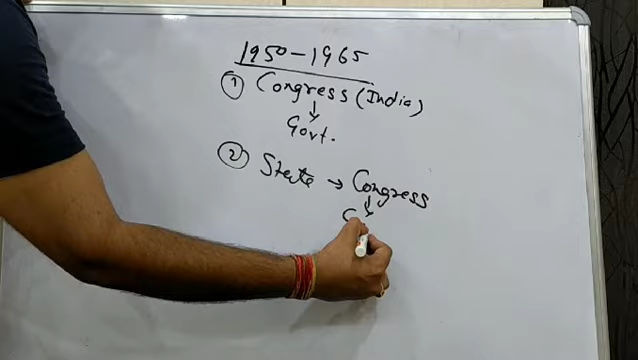 1950-1965
① Congress (India)
↓
Govt.
② State → Congress
↓
G